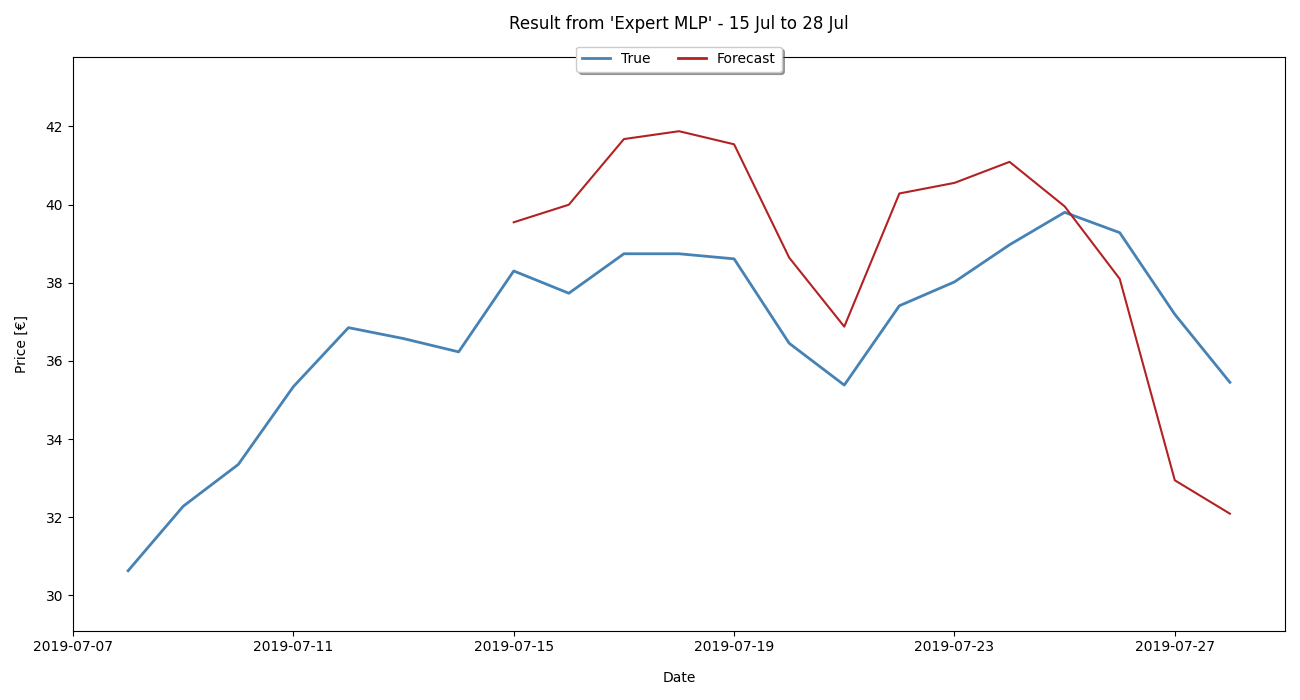 Result from 'Expert MLP' - 15 Jul to 28 Jul
True Forecast
42
40
38
36
34
32
30
Price [€]
2019-07-07 2019-07-11 2019-07-15 2019-07-19 2019-07-23 2019-07-27
Date